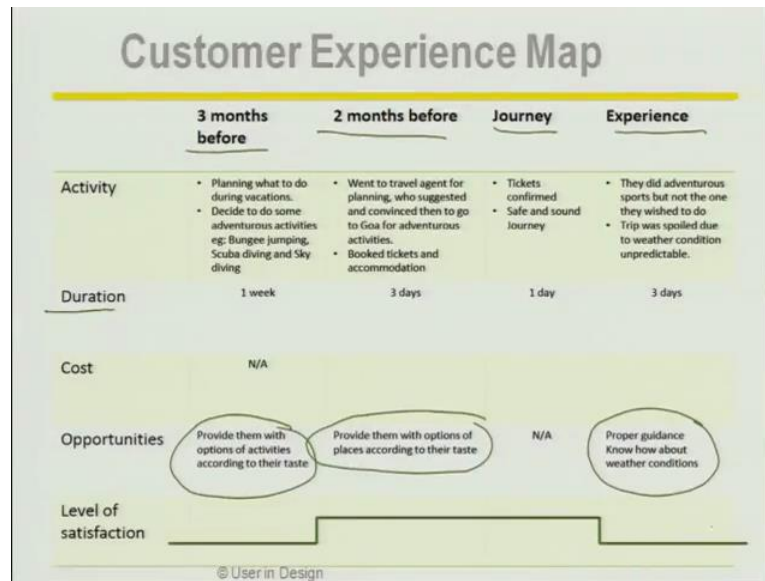 Customer Experience Map
3 months before
2 months before
Journey
Experience
Activity
• Planning what to do during vacations.
• Decide to do some adventurous activities eg: Bungee jumping, Scuba diving and Sky diving
• Went to travel agent for planning, who suggested and convinced then to go to Goa for adventurous activities.
• Booked tickets and accommodation
• Tickets confirmed
• Safe and sound Journey
• They did adventurous sports but not the one they wished to do
• Trip was spoiled due to weather condition unpredictable.
Duration
1 week
3 days
1 day
3 days
Cost
N/A
Opportunities
Provide them with options of activities according to their taste
Provide them with options of places according to their taste
N/A
Proper guidance
Know how about weather conditions
Level of satisfaction
© User in Design